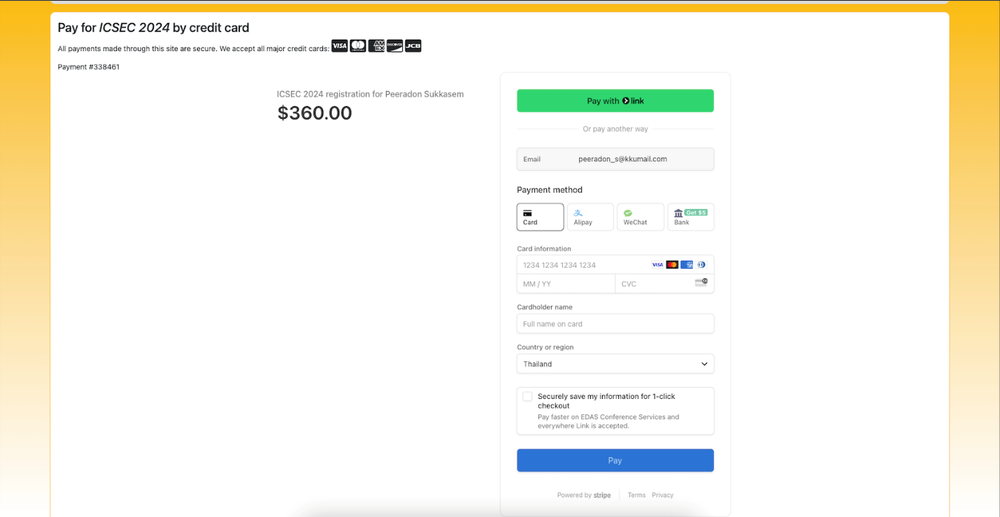 Pay for ICSEC 2024 by credit card
All payments made through this site are secure. We accept all major credit cards: VISA AMEX DISCOVER JCB
Payment #338461
ICSEC 2024 registration for Peeradon Sukkasem
$360.00
Pay with link
Or pay another way
Email peeradon_s@kkumail.com
Payment method
Get $5
Card Alipay WeChat Bank
Card information
1234 1234 1234 1234 VISA
MM / YY CVC
Cardholder name
Full name on card
Country or region
Thailand
Securely save my information for 1-click
checkout
Pay faster on EDAS Conference Services and
everywhere Link is accepted.
Pay
Powered by stripe Terms Privacy